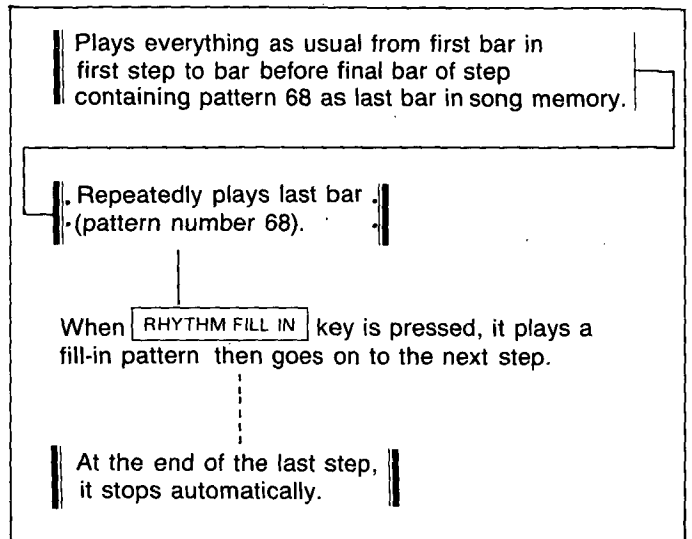 Plays everything as usual from first bar in
first step to bar before final bar of step
containing pattern 68 as last bar in song memory.
Repeatedly plays last bar
(pattern number 68).
When RHYTHM FILL IN key is pressed, it plays a
fill-in pattern then goes on to the next step.
At the end of the last step,
it stops automatically.